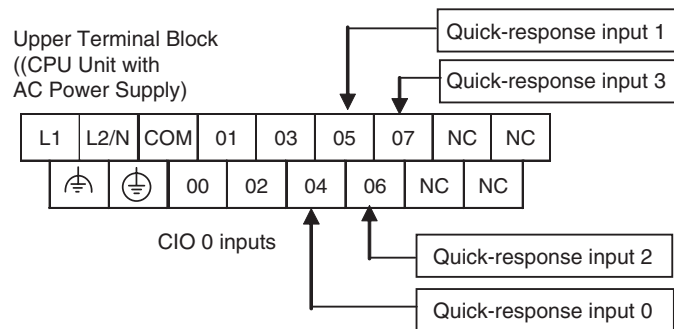 Upper Terminal Block
((CPU Unit with
AC Power Supply)
Quick-response input 1
Quick-response input 3
L1 L2/N COM 01 03 05 07 NC NC
00 02 04 06 NC NC
CIO 0 inputs
Quick-response input 2
Quick-response input 0